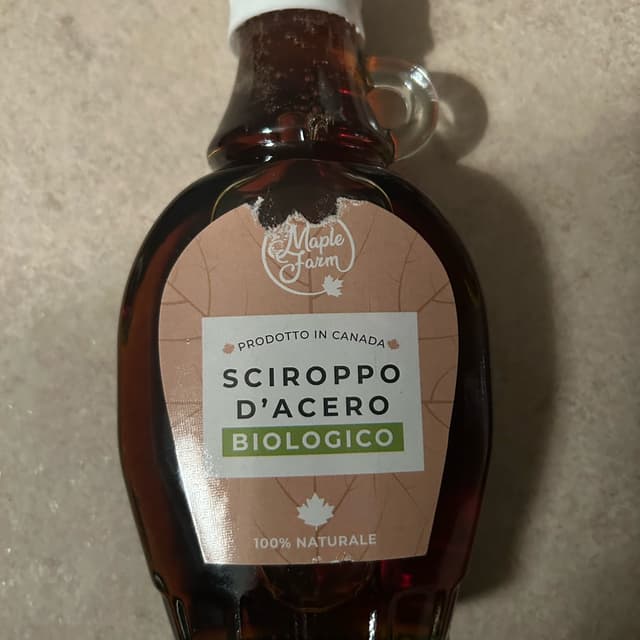 Maple
Farm
PRODOTTO IN CANADA
SCIROPPO
D'ACERO
BIOLOGICO
100% NATURALE